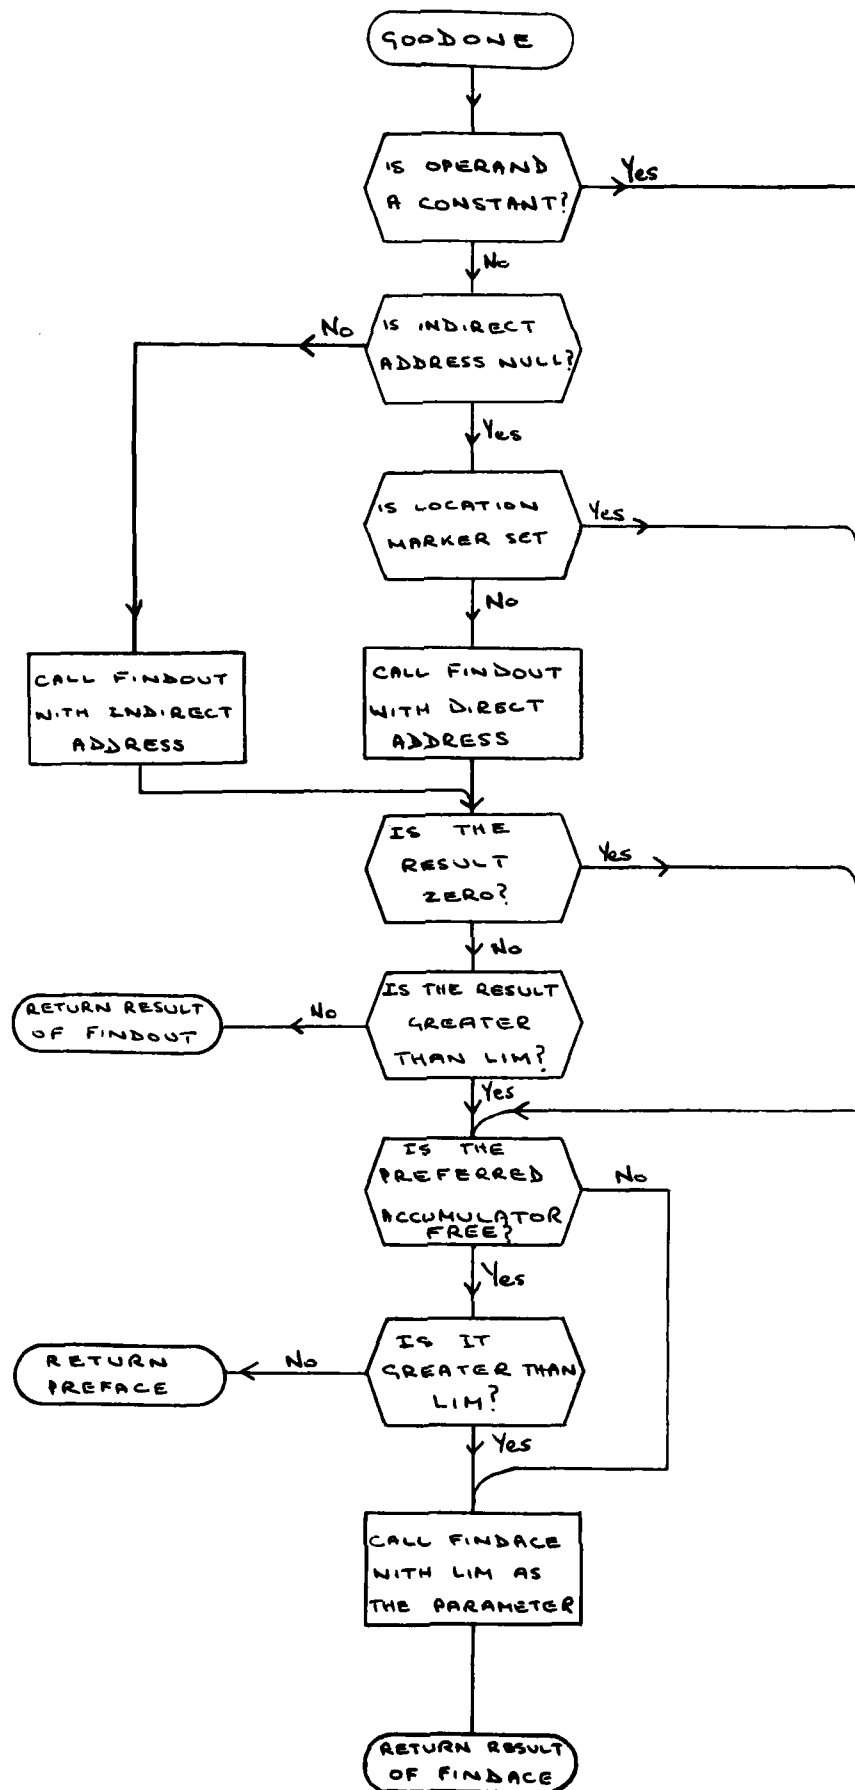 GOODONE
IS OPERAND
A CONSTANT?
Yes
No
IS INDIRECT
ADDRESS NULL?
No
Yes
IS LOCATION
MARKER SET
Yes
No
CALL FINDOUT
WITH INDIRECT
ADDRESS
CALL FINDOUT
WITH DIRECT
ADDRESS
IS THE
RESULT
ZERO?
Yes
No
IS THE RESULT
GREATER
THAN LIM?
No
RETURN RESULT
OF FINDOUT
Yes
IS THE
PREFERRED
ACCUMULATOR
FREE?
No
Yes
IS IT
GREATER THAN
LIM?
No
RETURN
PREFACE
Yes
CALL FINDACE
WITH LIM AS
THE PARAMETER
RETURN RESULT
OF FINDACE